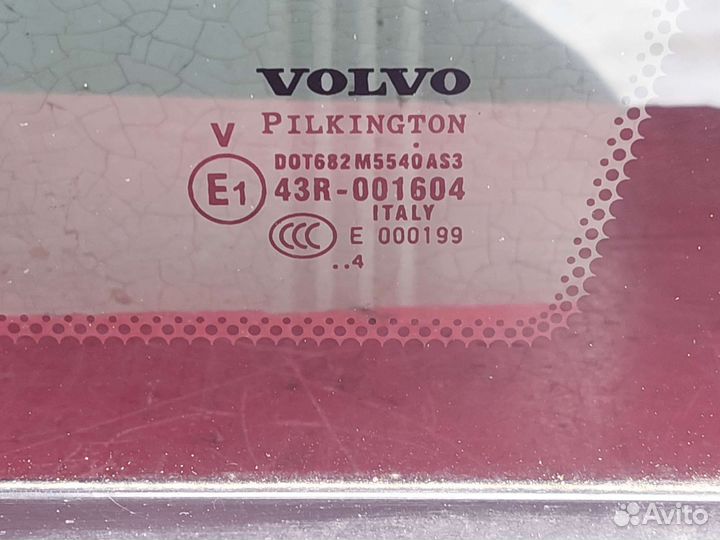 VOLVO
PILKINGTON
V
DOT682 M5540 AS3
E1 43R-001604
ITALY
CCC E 000199
..4
Avito